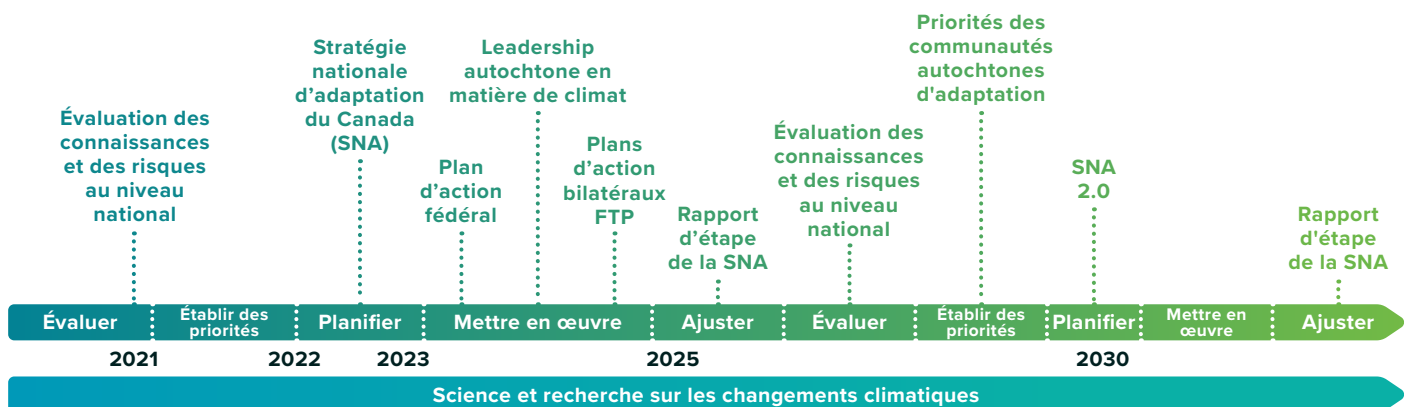 Évaluation des
connaissances
et des risques
au niveau
national
Stratégie
nationale
d’adaptation
du Canada
(SNA)
Plan
d’action
fédéral
Leadership
autochtone en
matière de climat
Plans
d’action
bilatéraux
FTP
Rapport
d’étape
de la SNA
Évaluation des
connaissances
et des risques
au niveau
national
Priorités des
communautés
autochtones
d'adaptation
SNA
2.0
Rapport
d'étape
de la SNA
Évaluer
Établir des
priorités
Planifier
Mettre en œuvre
Ajuster
Évaluer
Établir des
priorités
Planifier
Mettre en
œuvre
Ajuster
2021
2022
2023
2025
2030
Science et recherche sur les changements climatiques